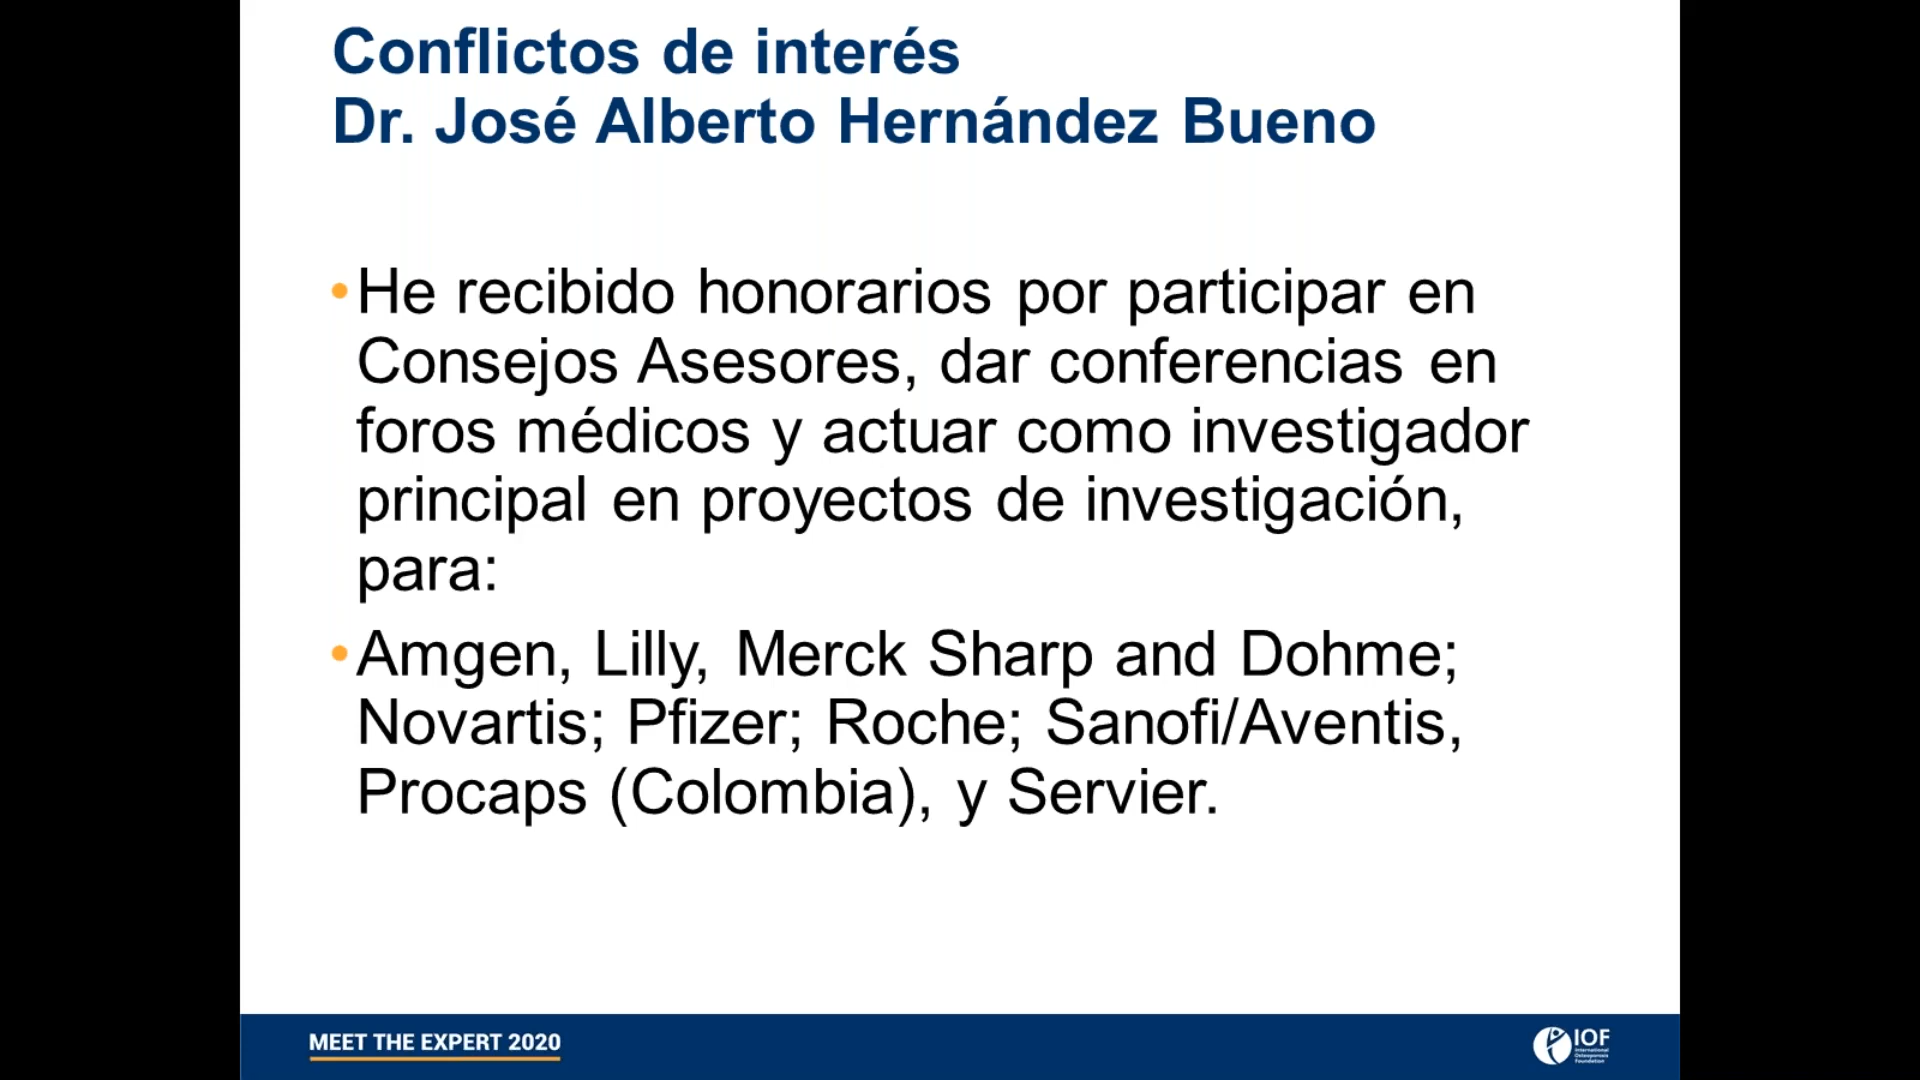 Conflictos de interés
Dr. José Alberto Hernández Bueno
•He recibido honorarios por participar en
Consejos Asesores, dar conferencias en
foros médicos y actuar como investigador
principal en proyectos de investigación,
para:
•Amgen, Lilly, Merck Sharp and Dohme;
Novartis; Pfizer; Roche; Sanofi/Aventis,
Procaps (Colombia), y Servier.
MEET THE EXPERT 2020
IOF
International
Osteoporosis
Foundation